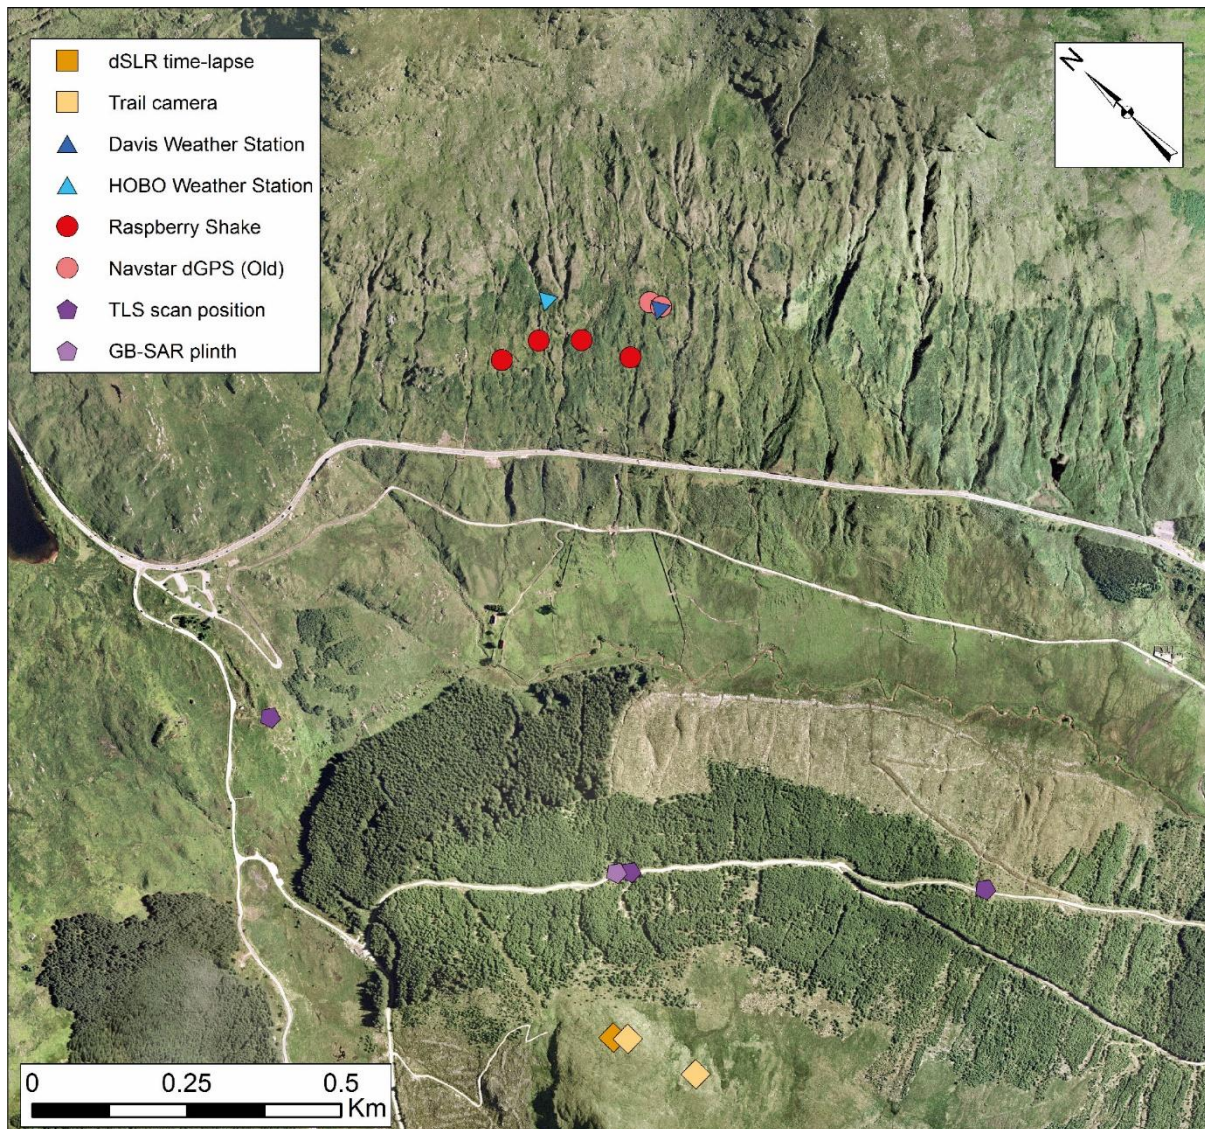 dSLR time-lapse
Trail camera
Davis Weather Station
HOBO Weather Station
Raspberry Shake
Navstar dGPS (Old)
TLS scan position
GB-SAR plinth
N
0 0.25 0.5
Km